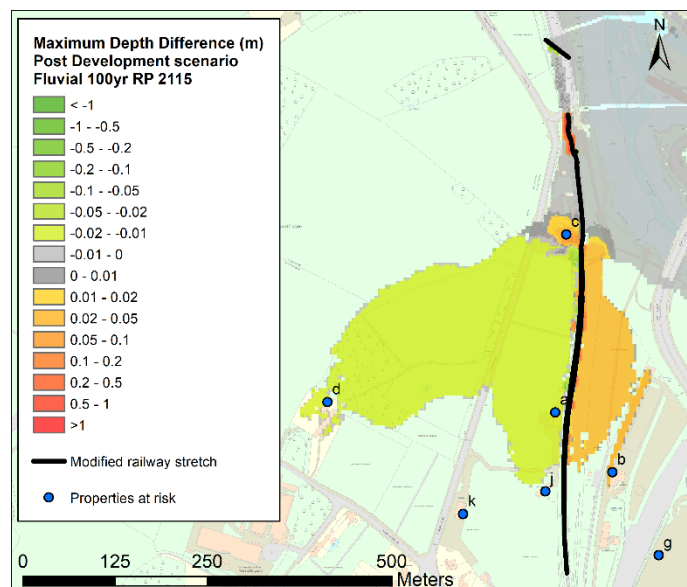 Maximum Depth Difference (m)
Post Development scenario
Fluvial 100yr RP 2115
< -1
-1 - -0.5
-0.5 - -0.2
-0.2 - -0.1
-0.1 - -0.05
-0.05 - -0.02
-0.02 - -0.01
-0.01 - 0
0 - 0.01
0.01 - 0.02
0.02 - 0.05
0.05 - 0.1
0.1 - 0.2
0.2 - 0.5
0.5 - 1
>1
Modified railway stretch
Properties at risk
N
c
d
a
b
j
k
g
0 125 250 500
Meters